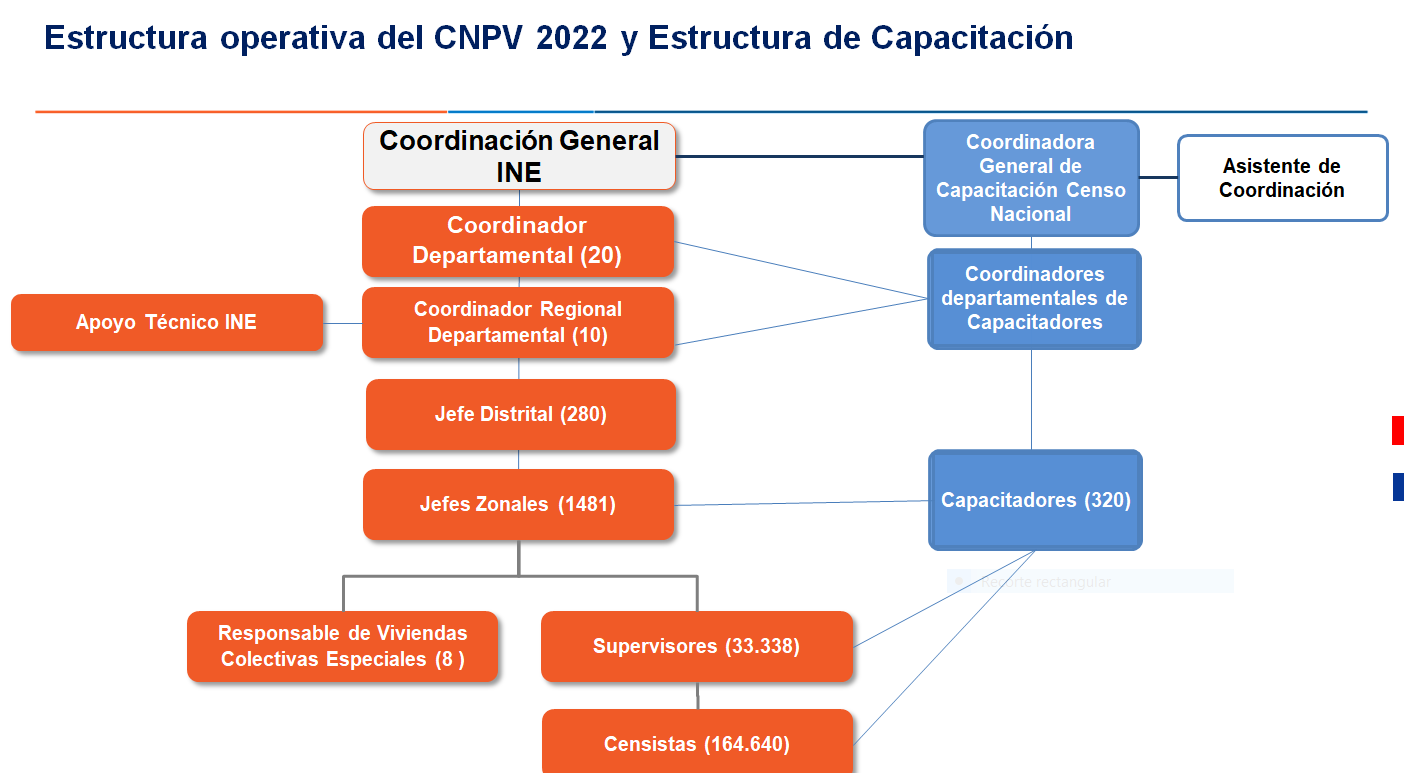 Estructura operativa del CNPV 2022 y Estructura de Capacitación
Coordinación General
INE
Coordinadora
General de
Capacitación Censo
Nacional
Asistente de
Coordinación
Coordinador
Departamental (20)
Coordinadores
departamentales de
Capacitadores
Apoyo Técnico INE
Coordinador Regional
Departamental (10)
Jefe Distrital (280)
Jefes Zonales (1481)
Capacitadores (320)
Recorte rectangular
Responsable de Viviendas
Colectivas Especiales (8 )
Supervisores (33.338)
Censistas (164.640)